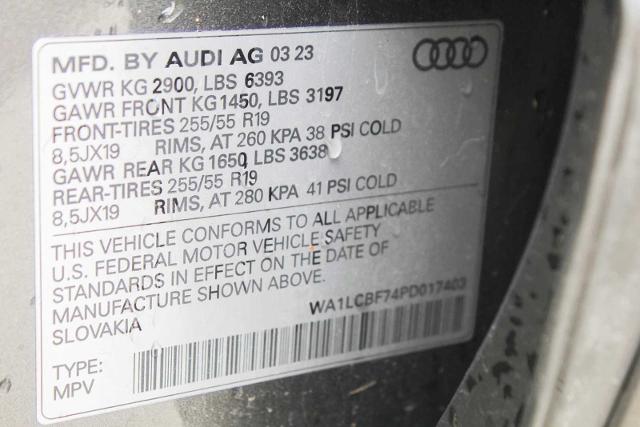 MFD. BY AUDI AG 03 23
GVWR KG 2900, LBS 6393
GAWR FRONT KG1450, LBS 3197
FRONT-TIRES 255/55 R19
8,5JX19 RIMS, AT 260 KPA 38 PSI COLD
GAWR REAR KG 1650, LBS 3638
REAR-TIRES 255/55 R19
8,5JX19 RIMS, AT 280 KPA 41 PSI COLD
THIS VEHICLE CONFORMS TO ALL APPLICABLE
U.S. FEDERAL MOTOR VEHICLE SAFETY
STANDARDS IN EFFECT ON THE DATE OF
MANUFACTURE SHOWN ABOVE.
SLOVAKIA
WA1LCBF74PD017403
TYPE:
MPV